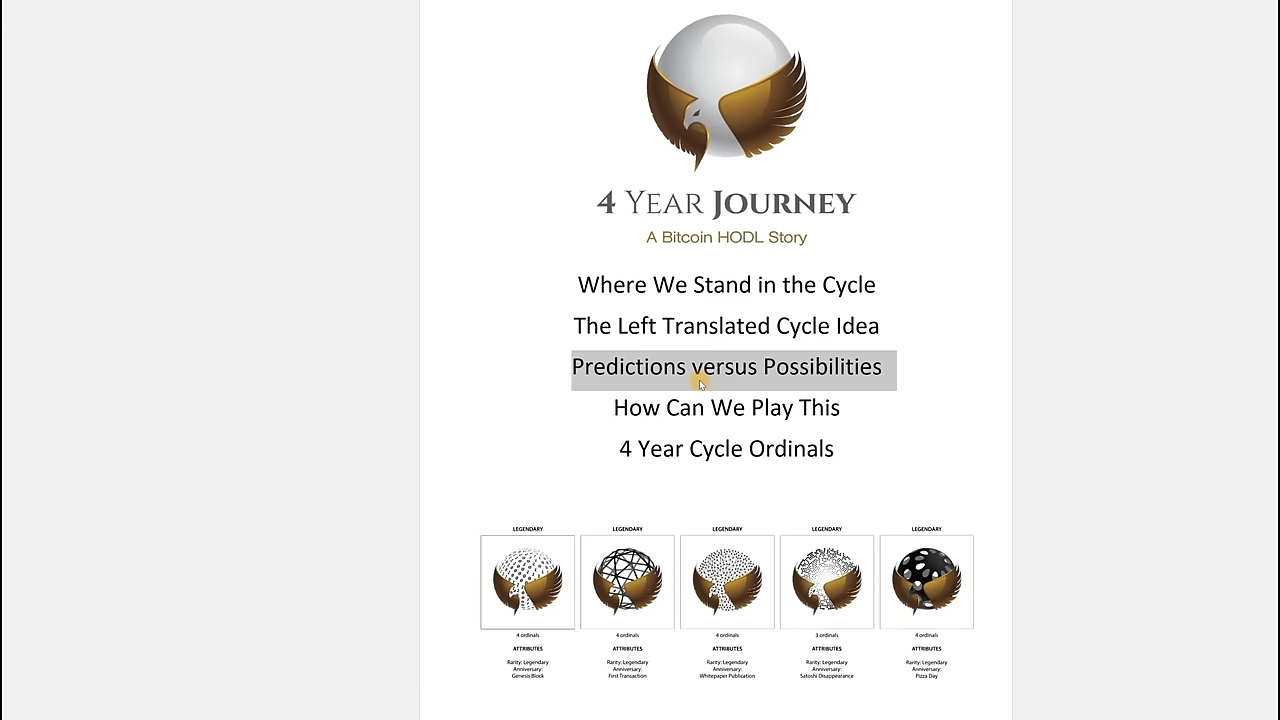 4 YEAR JOURNEY
A Bitcoin HODL Story
Where We Stand in the Cycle
The Left Translated Cycle Idea
Predictions versus Possibilities
How Can We Play This
4 Year Cycle Ordinals
LEGENDARY LEGENDARY LEGENDARY LEGENDARY LEGENDARY
4 ordinals 4 ordinals 4 ordinals 3 ordinals 4 ordinals
ATTRIBUTES ATTRIBUTES ATTRIBUTES ATTRIBUTES ATTRIBUTES
Rarity: Legendary Rarity: Legendary Rarity: Legendary Rarity: Legendary Rarity: Legendary
Anniversary: Anniversary: Anniversary: Anniversary: Anniversary:
Genesis Block First Transaction Whitepaper Publication Satoshi Disappearance Pizza Day